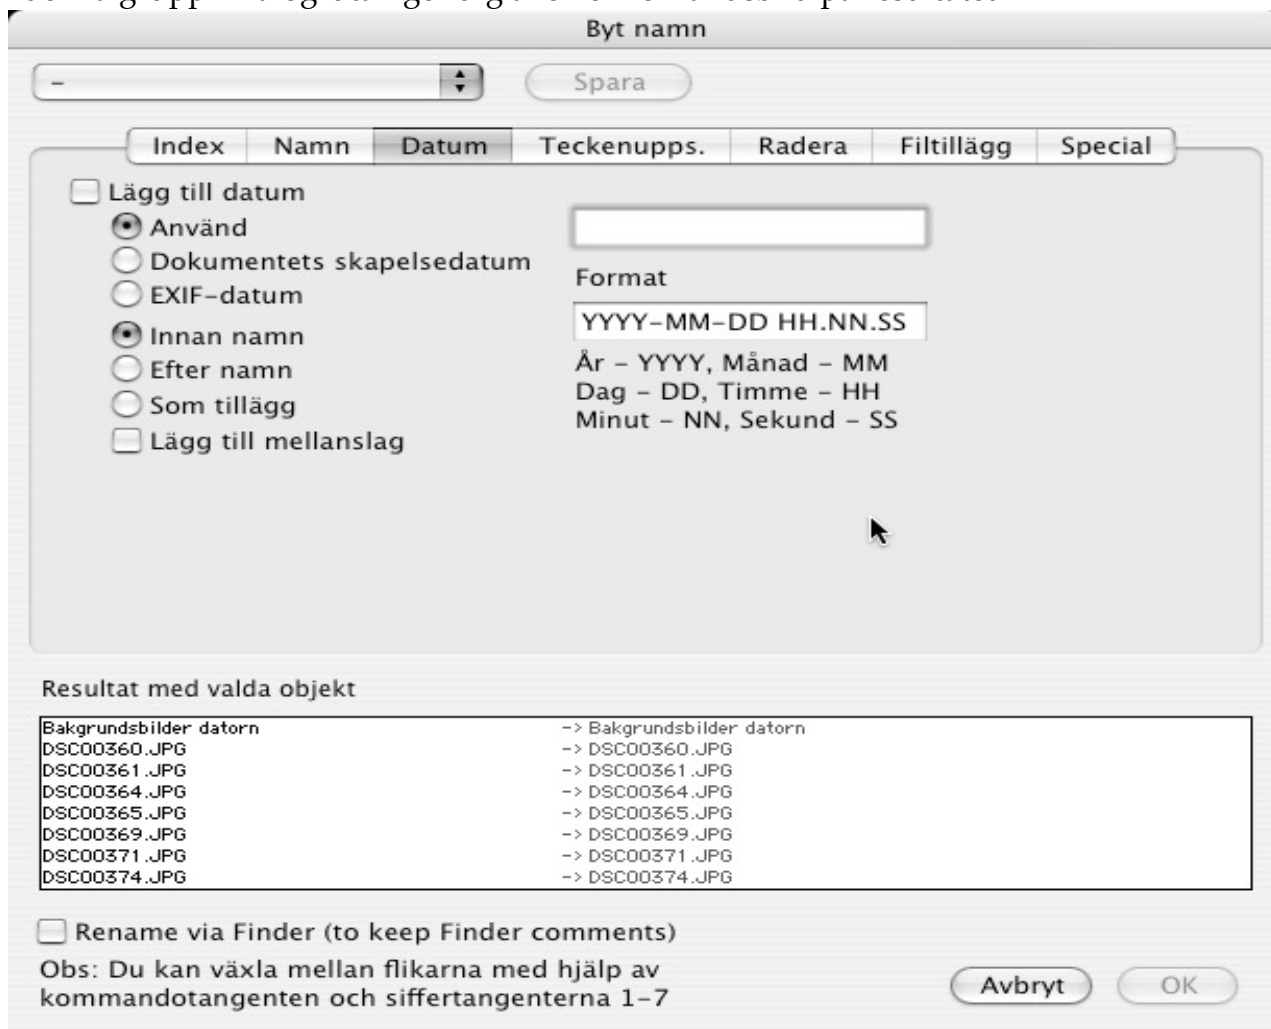 Byt namn
–
Spara
Index Namn Datum Teckenupps. Radera Filtillägg Special
Lägg till datum
Använd
Dokumentets skapelsedatum
EXIF-datum
Innan namn
Efter namn
Som tillägg
Lägg till mellanslag
Format
YYYY-MM-DD HH.NN.SS
År – YYYY, Månad – MM
Dag – DD, Timme – HH
Minut – NN, Sekund – SS
Resultat med valda objekt
Bakgrundsbilder datorn -> Bakgrundsbilder datorn
DSC00360.JPG -> DSC00360.JPG
DSC00361.JPG -> DSC00361.JPG
DSC00364.JPG -> DSC00364.JPG
DSC00365.JPG -> DSC00365.JPG
DSC00369.JPG -> DSC00369.JPG
DSC00371.JPG -> DSC00371.JPG
DSC00374.JPG -> DSC00374.JPG
Rename via Finder (to keep Finder comments)
Obs: Du kan växla mellan flikarna med hjälp av
kommandotangenten och siffertangenterna 1–7
Avbryt OK